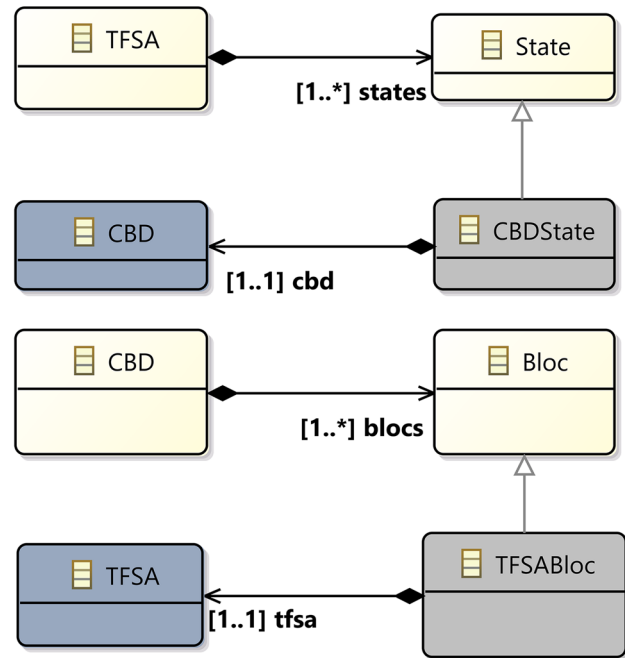 TFSA
State
[1..*] states
CBD
CBDState
[1..1] cbd
CBD
Bloc
[1..*] blocs
TFSA
TFSABloc
[1..1] tfsa